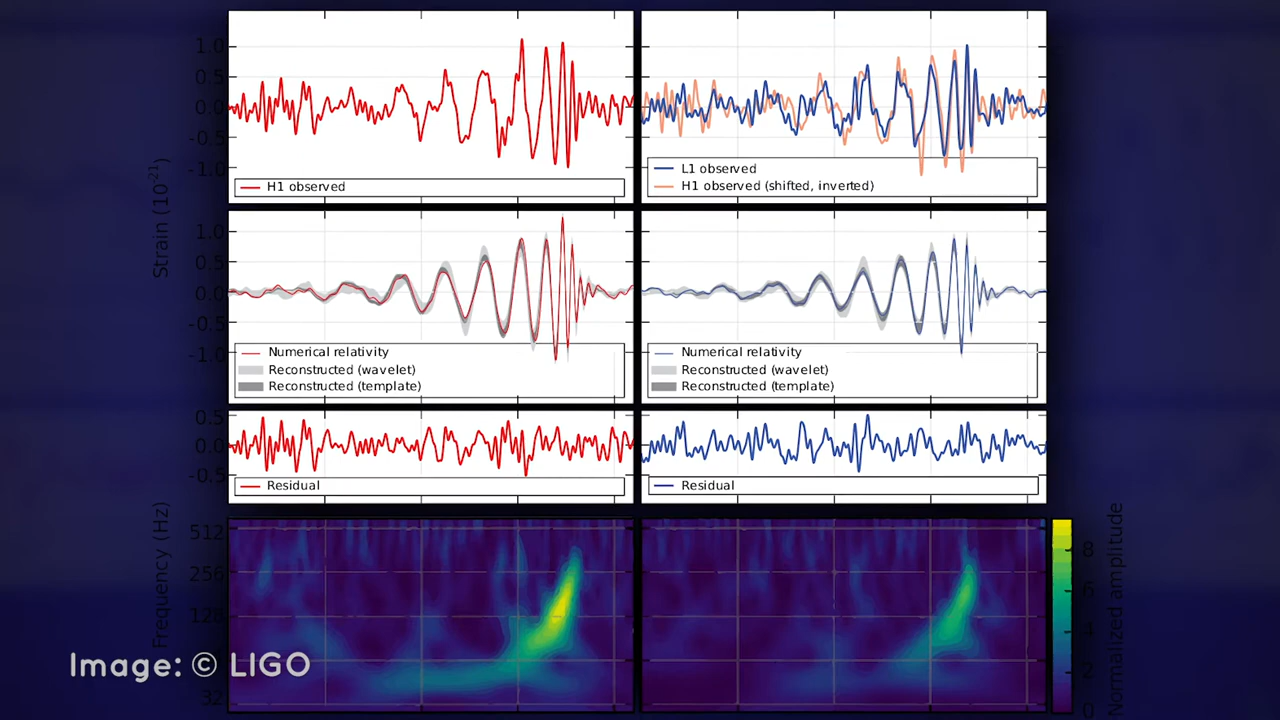 1.0
0.5
0.0
-0.5
-1.0
H1 observed
L1 observed
H1 observed (shifted, inverted)
Strain (10⁻²¹)
1.0
0.5
0.0
-0.5
-1.0
Numerical relativity
Reconstructed (wavelet)
Reconstructed (template)
Numerical relativity
Reconstructed (wavelet)
Reconstructed (template)
0.5
0.0
-0.5
Residual
Residual
Frequency (Hz)
512
256
128
32
8
6
4
2
0
Normalized amplitude
Image: © LIGO